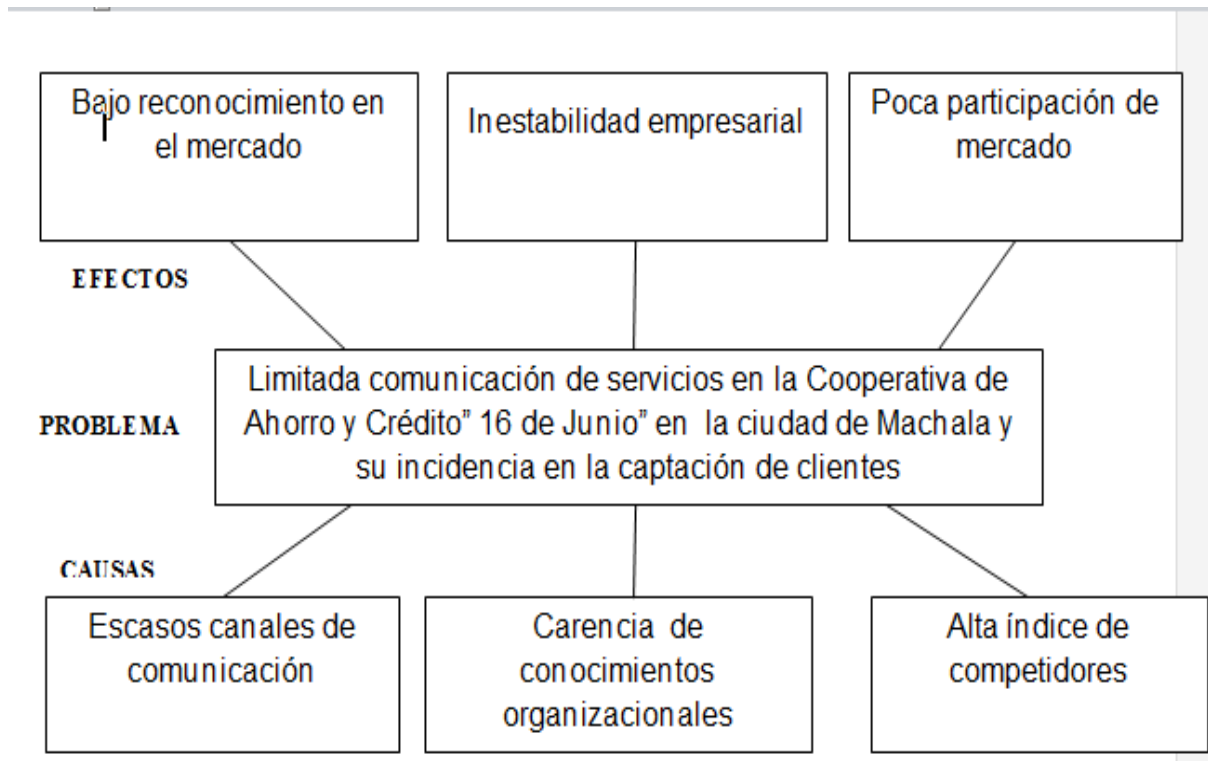 Bajo reconocimiento en
el mercado
Inestabilidad empresarial
Poca participación de
mercado
EFECTOS
Limitada comunicación de servicios en la Cooperativa de
Ahorro y Crédito” 16 de Junio” en la ciudad de Machala y
su incidencia en la captación de clientes
PROBLEMA
CAUSAS
Escasos canales de
comunicación
Carencia de
conocimientos
organizacionales
Alta índice de
competidores